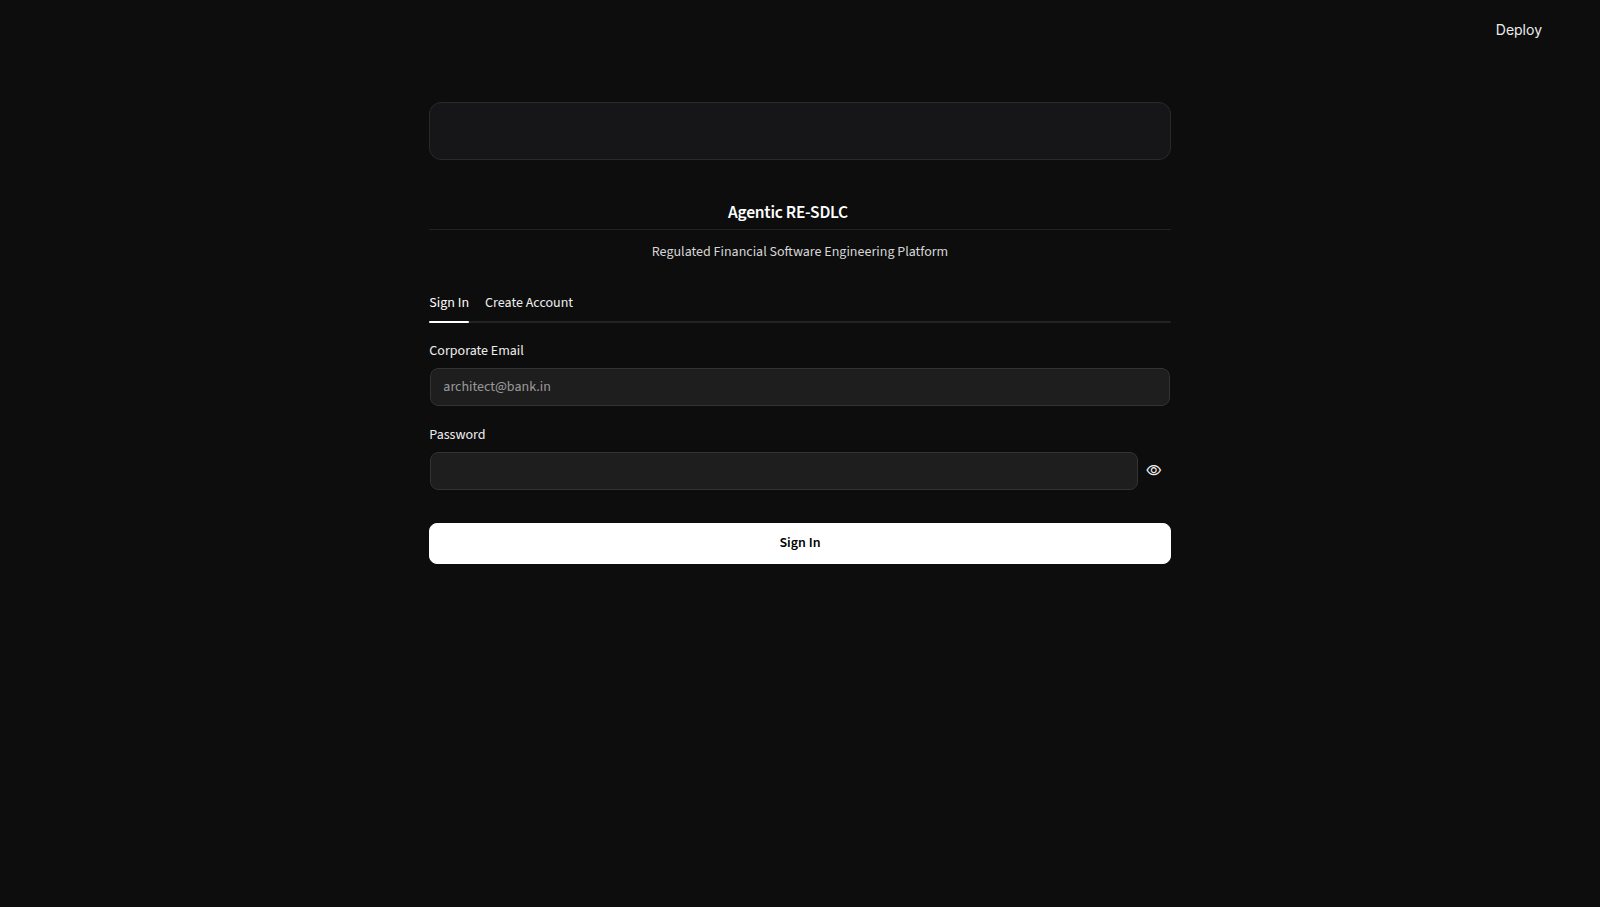 Deploy
Agentic RE-SDLC
Regulated Financial Software Engineering Platform
Sign In Create Account
Corporate Email
architect@bank.in
Password
Sign In